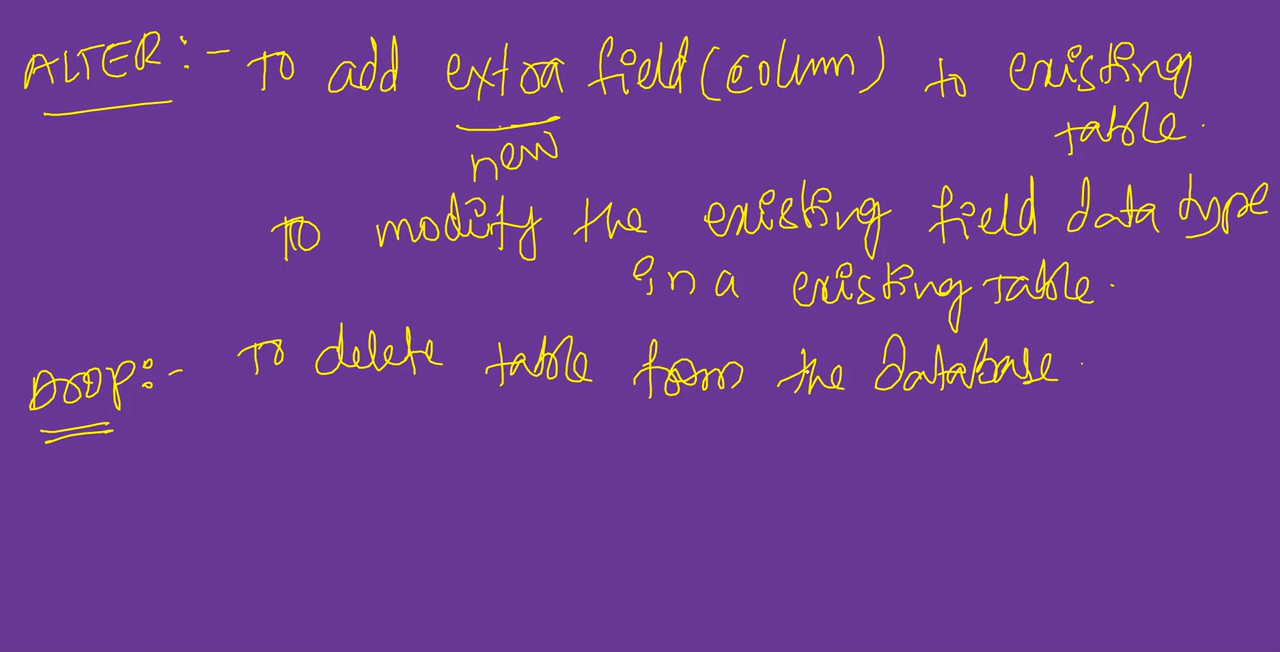 ALTER:- To add extra field (column) to existing
table.
new
To modify the existing field data type
in a existing table.
DROP:- To delete table from the Database.